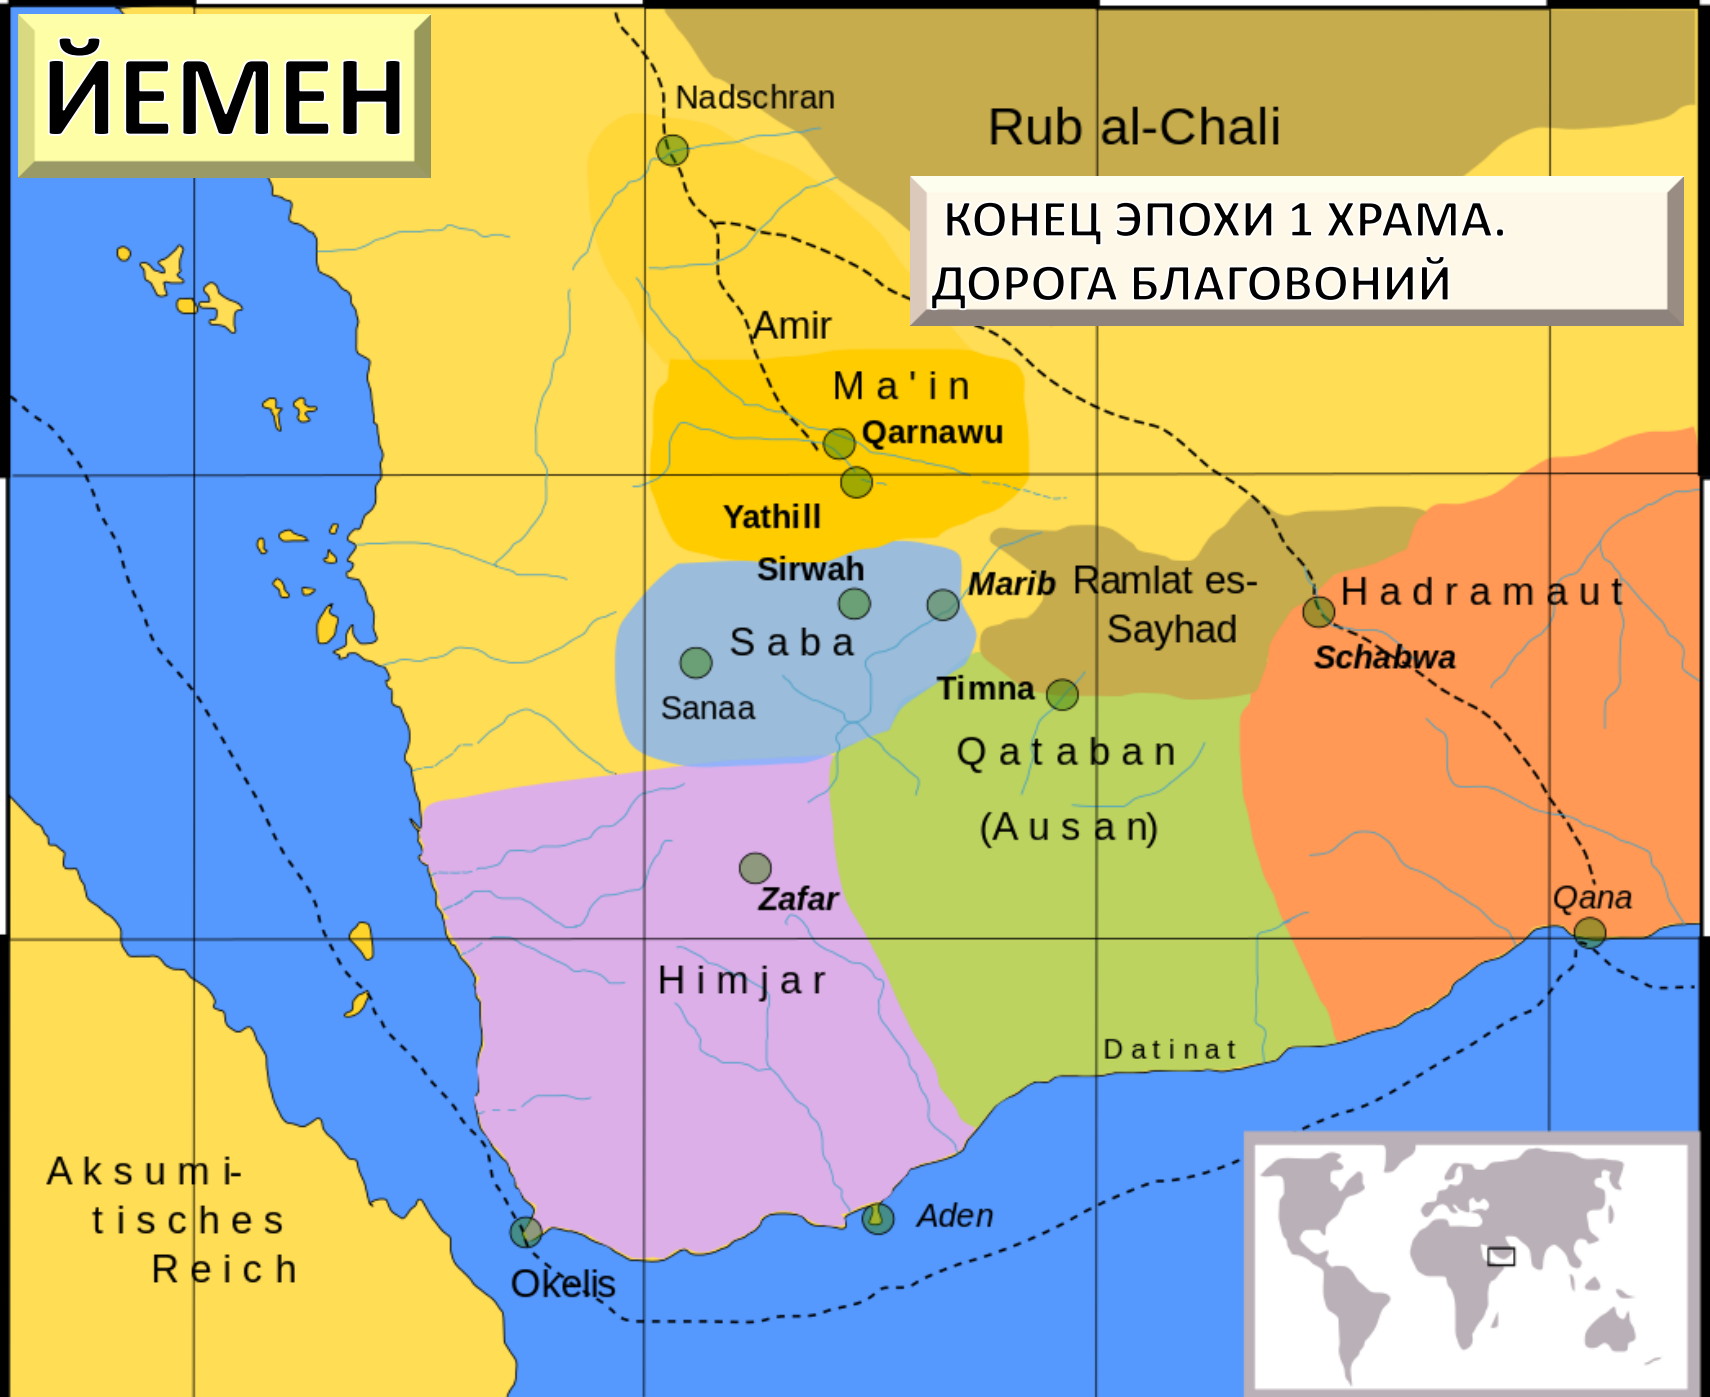 ЙЕМЕН
Nadschran
Rub al-Chali
КОНЕЦ ЭПОХИ 1 ХРАМА.
ДОРОГА БЛАГОВОНИЙ
Amir
Ma'in
Qarnawu
Yathill
Sirwah
Marib
Ramlat es-
Sayhad
Hadramaut
Saba
Schabwa
Sanaa
Timna
Qataban
(Ausan)
Zafar
Qana
Himjar
Datinat
Aksumi-
tisches
Reich
Aden
Okelis